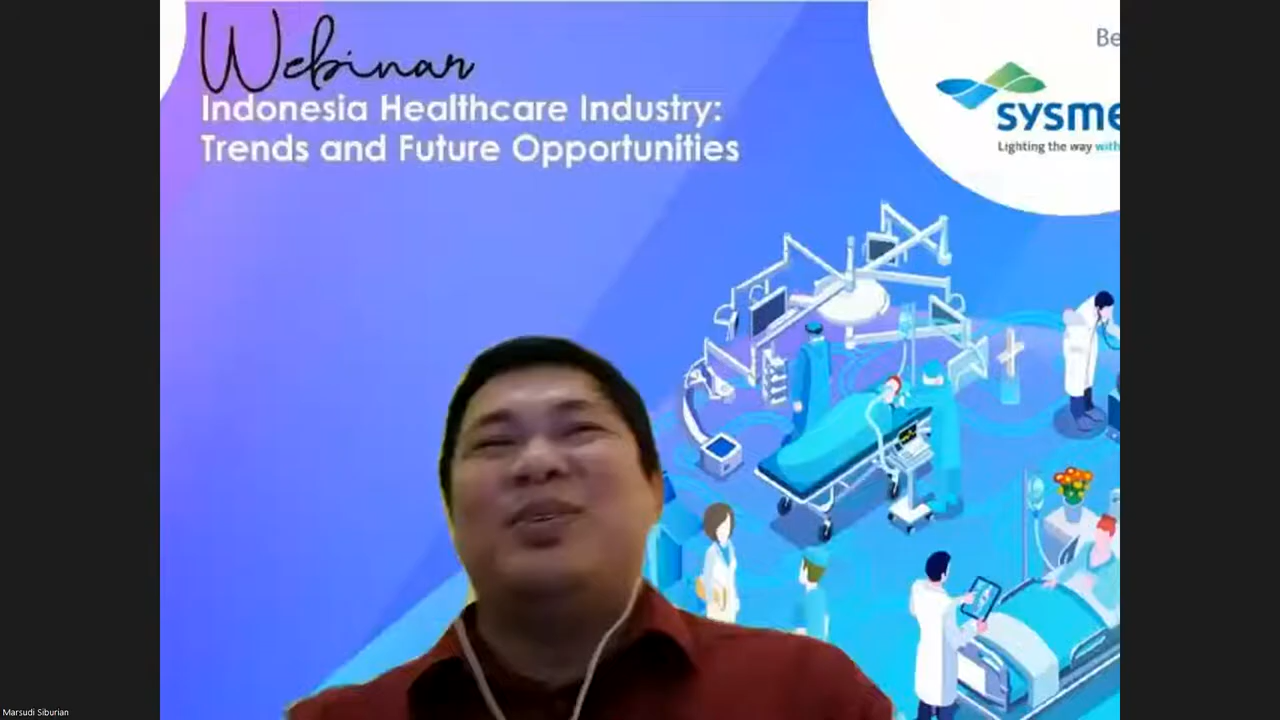 Webinar
Indonesia Healthcare Industry:
Trends and Future Opportunities
Be
sysme
Lighting the way with
Marsudi Siburian